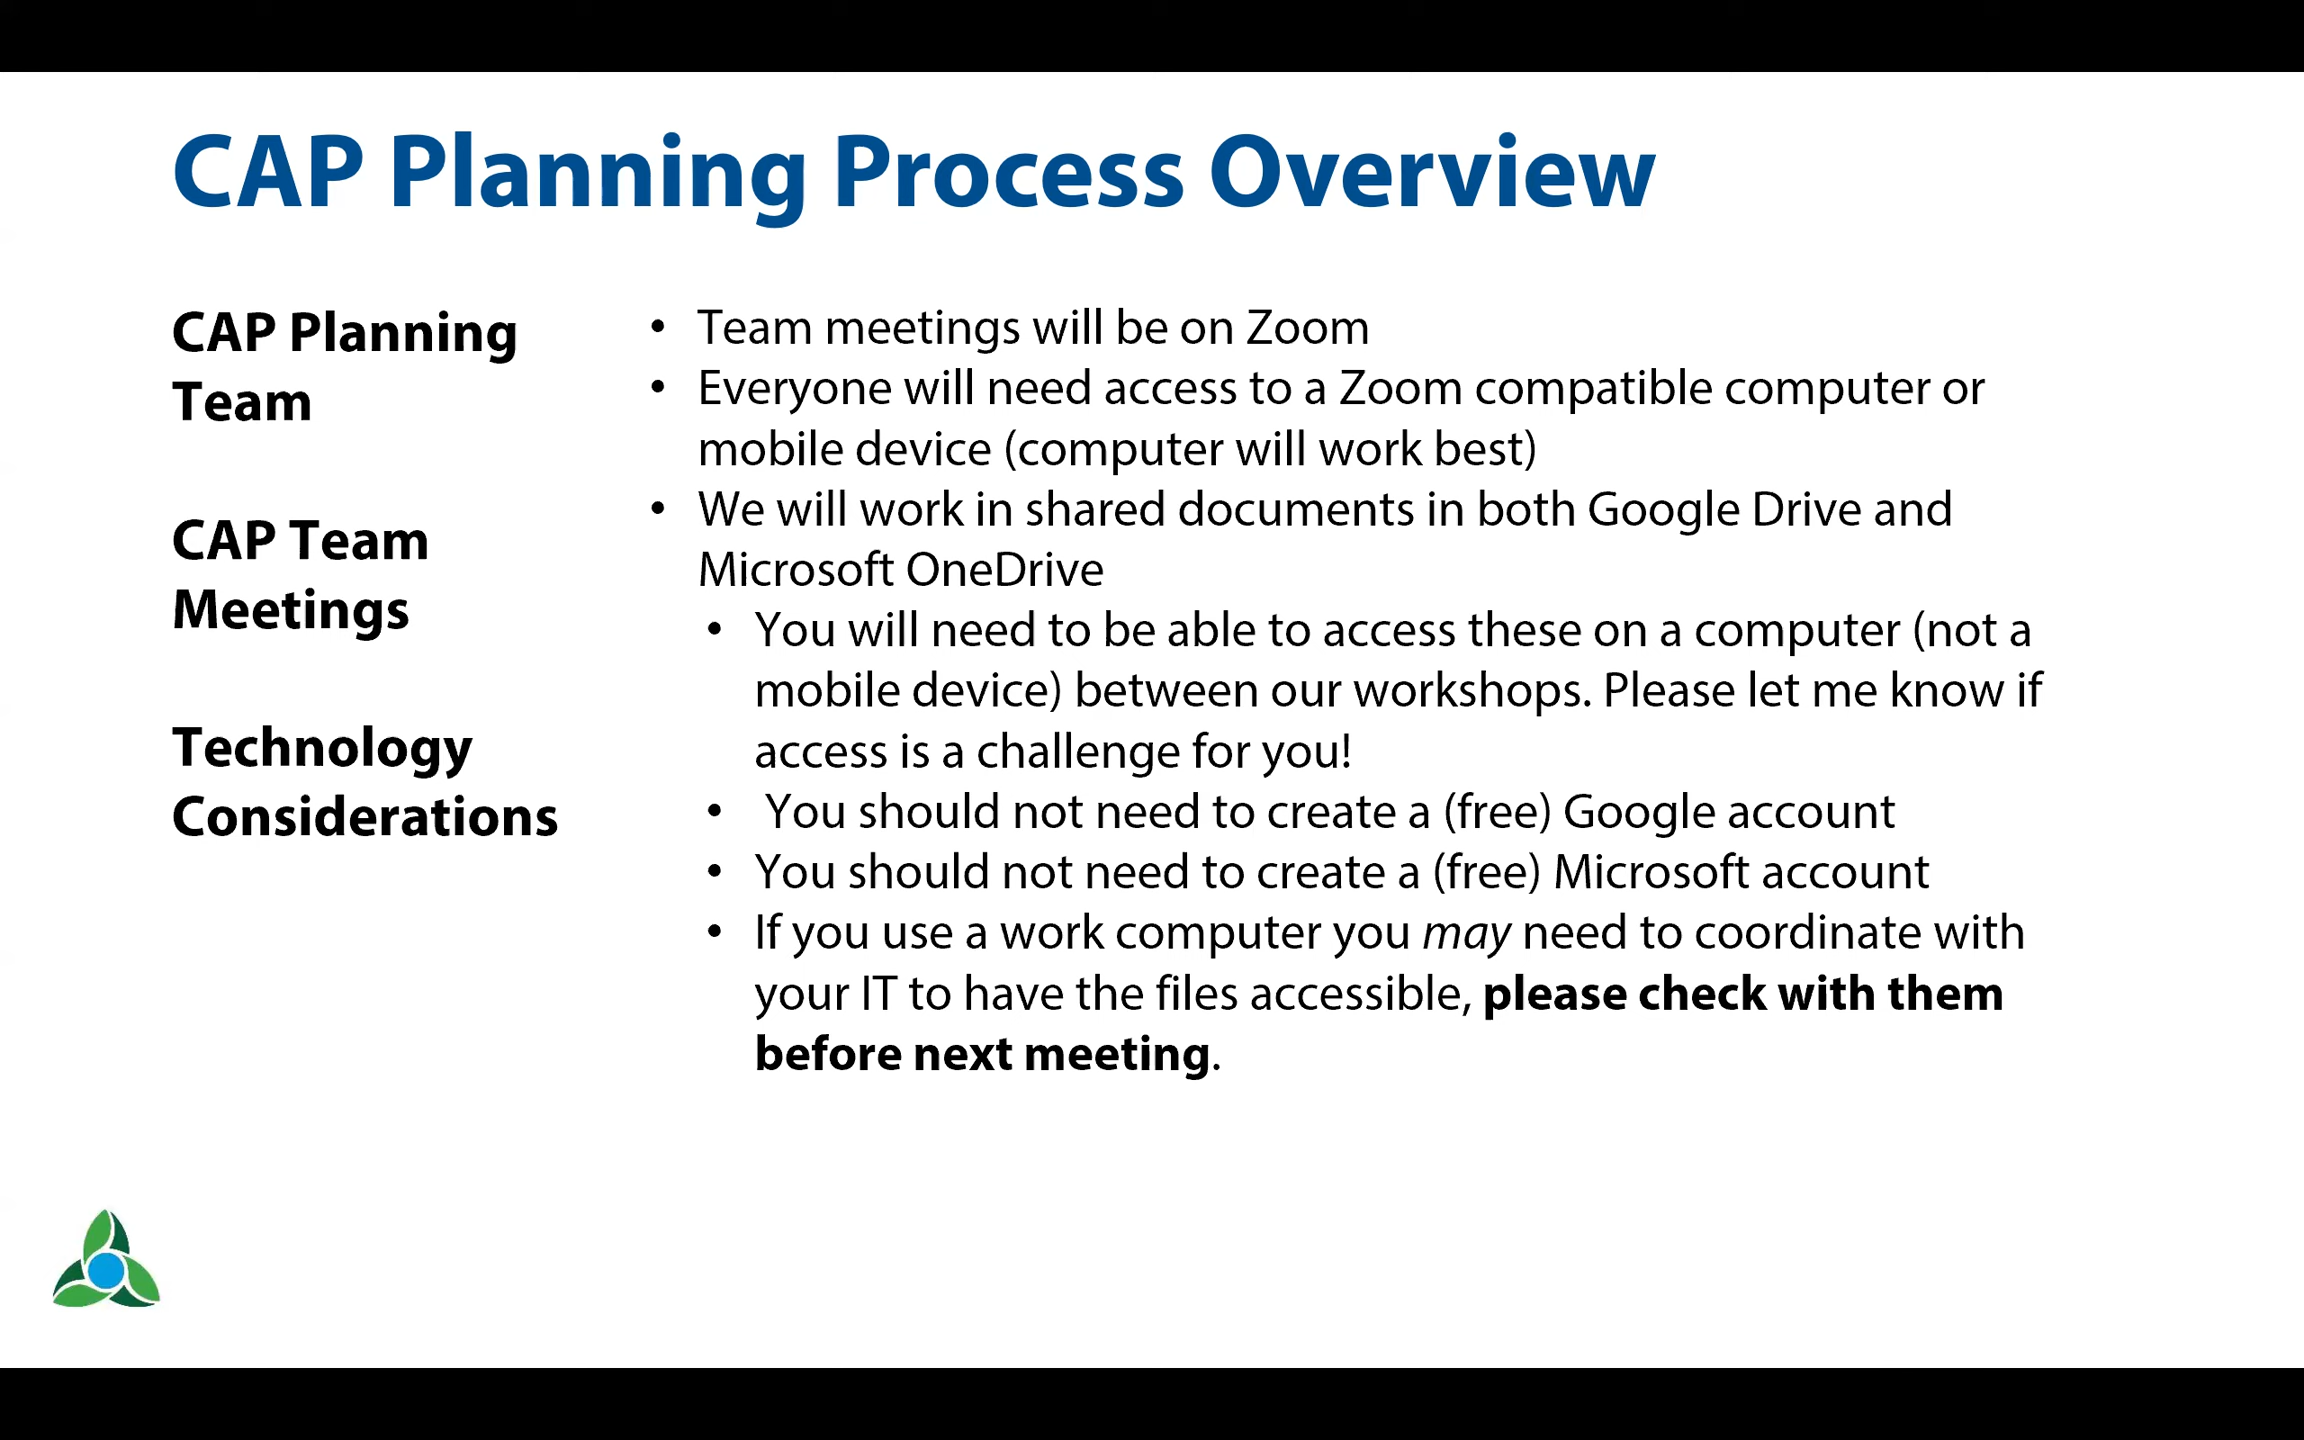 CAP Planning Process Overview
CAP Planning
Team
CAP Team
Meetings
Technology
Considerations
• Team meetings will be on Zoom
• Everyone will need access to a Zoom compatible computer or
mobile device (computer will work best)
• We will work in shared documents in both Google Drive and
Microsoft OneDrive
• You will need to be able to access these on a computer (not a
mobile device) between our workshops. Please let me know if
access is a challenge for you!
• You should not need to create a (free) Google account
• You should not need to create a (free) Microsoft account
• If you use a work computer you may need to coordinate with
your IT to have the files accessible, please check with them
before next meeting.